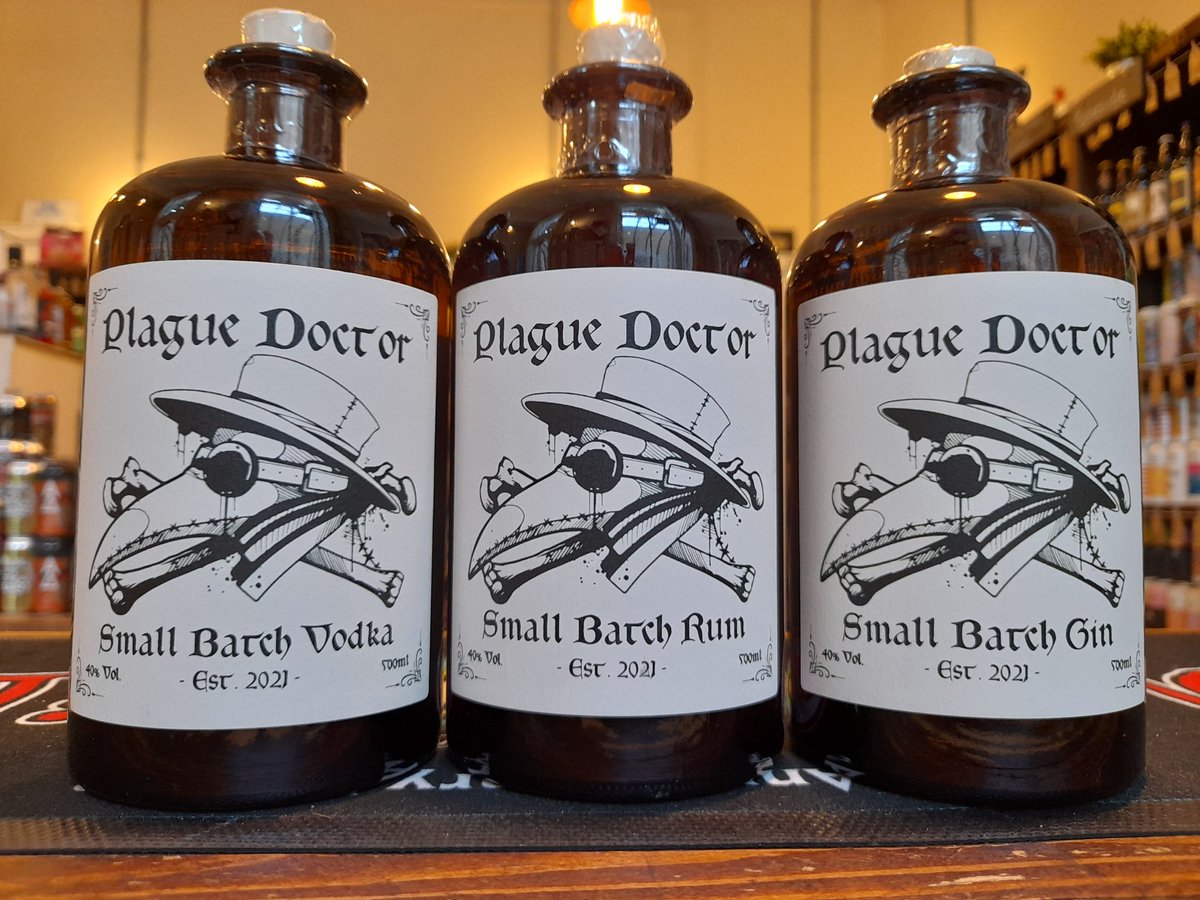 Plague Doctor
Small Batch Vodka
40% Vol.
500ml
- Est. 2021 -
Plague Doctor
Small Batch Rum
40% Vol.
500ml
- Est. 2021 -
Plague Doctor
Small Batch Gin
40% Vol.
500ml
- Est. 2021 -